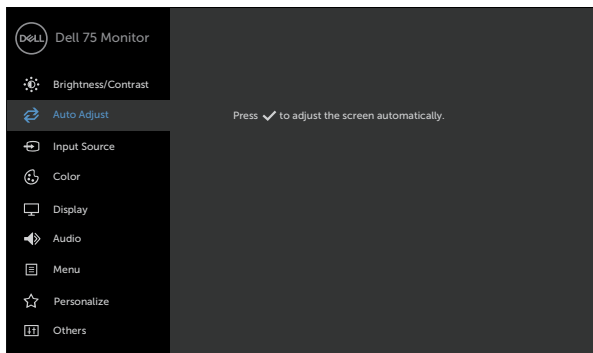 DELL
Dell 75 Monitor
Brightness/Contrast
Auto Adjust
Press ✓ to adjust the screen automatically.
Input Source
Color
Display
Audio
Menu
Personalize
Others